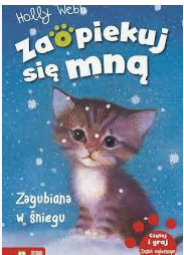 Holly Webb
Zaopiekuj
się mną
Zagubiona
w śniegu
Czytaj
i graj